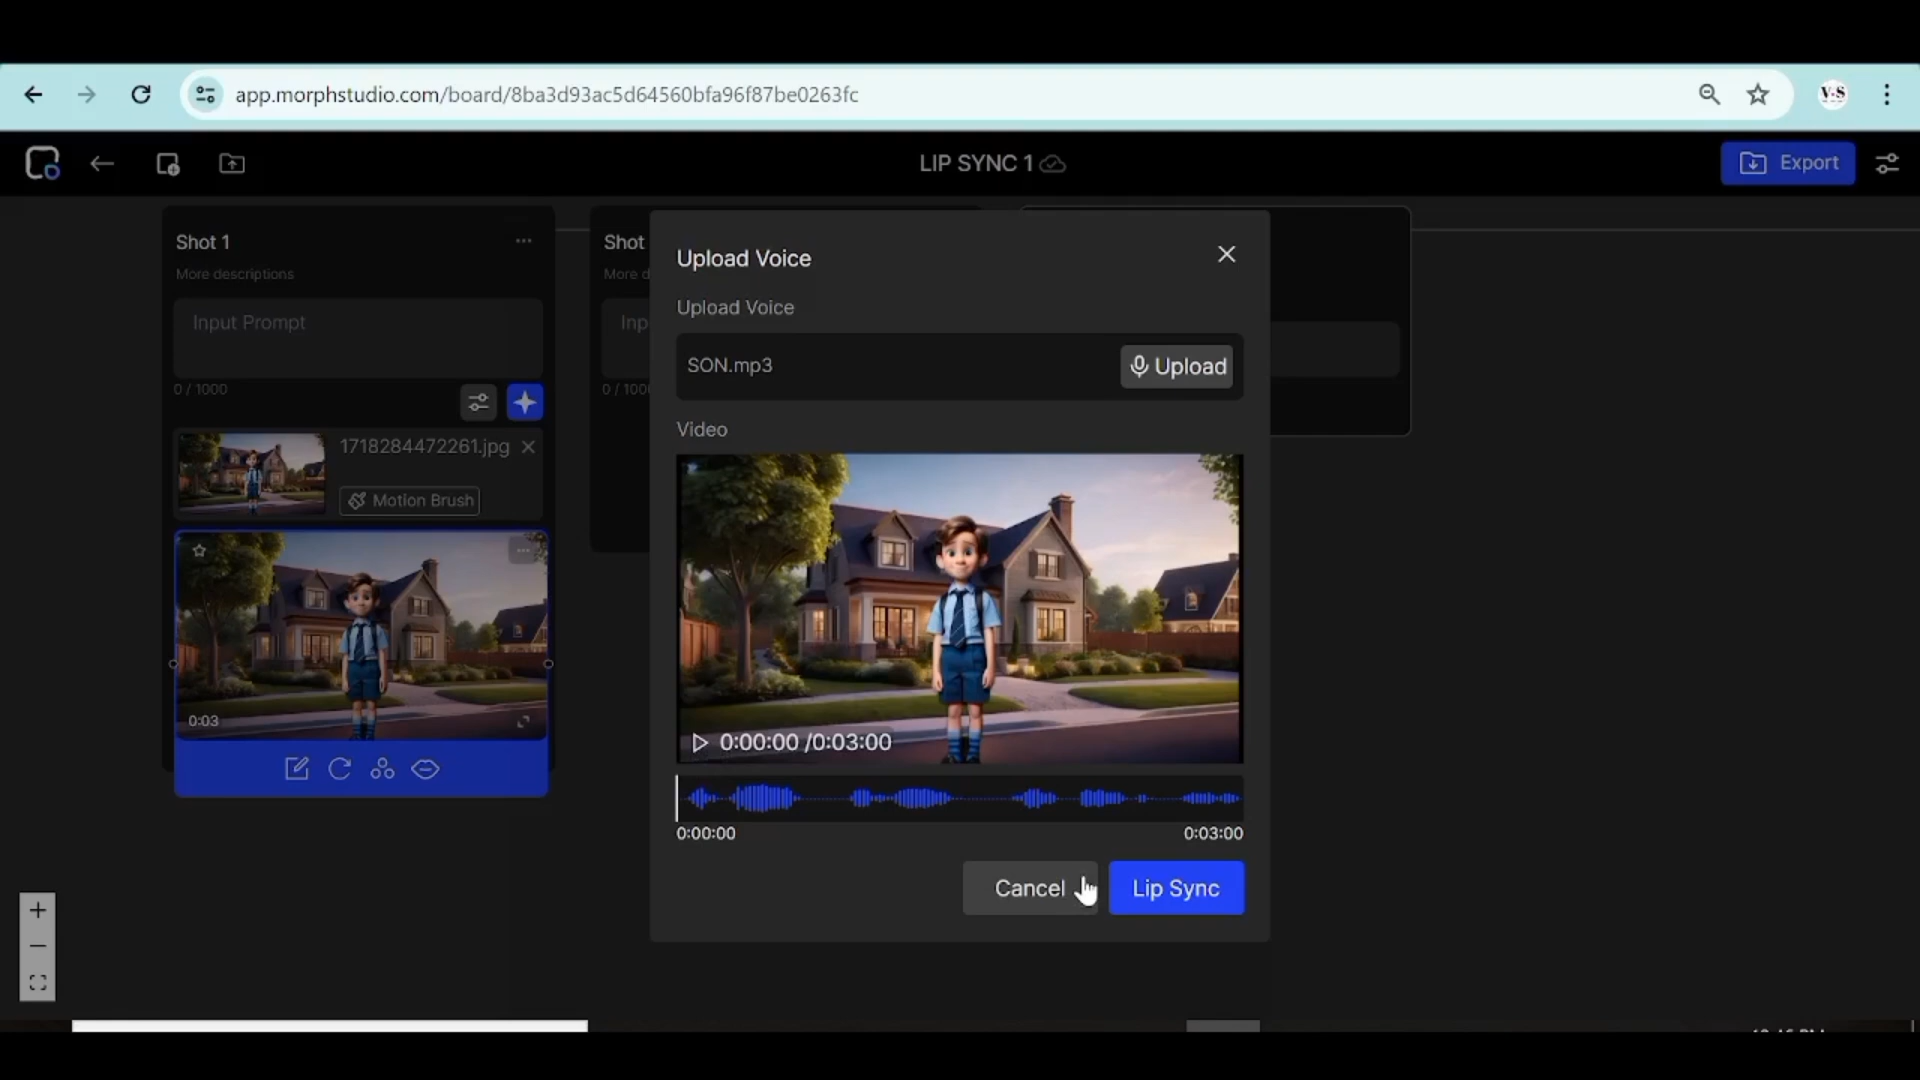 app.morphstudio.com/board/8ba3d93ac5d64560bfa96f87be0263fc
V·S
LIP SYNC 1
Export
Shot 1
More descriptions
Input Prompt
0 / 1000
1718284472261.jpg
Motion Brush
0:03
Shot
More d
Inp
0 / 100
Upload Voice
Upload Voice
SON.mp3
Upload
Video
0:00:00 /0:03:00
0:00:00
0:03:00
Cancel
Lip Sync